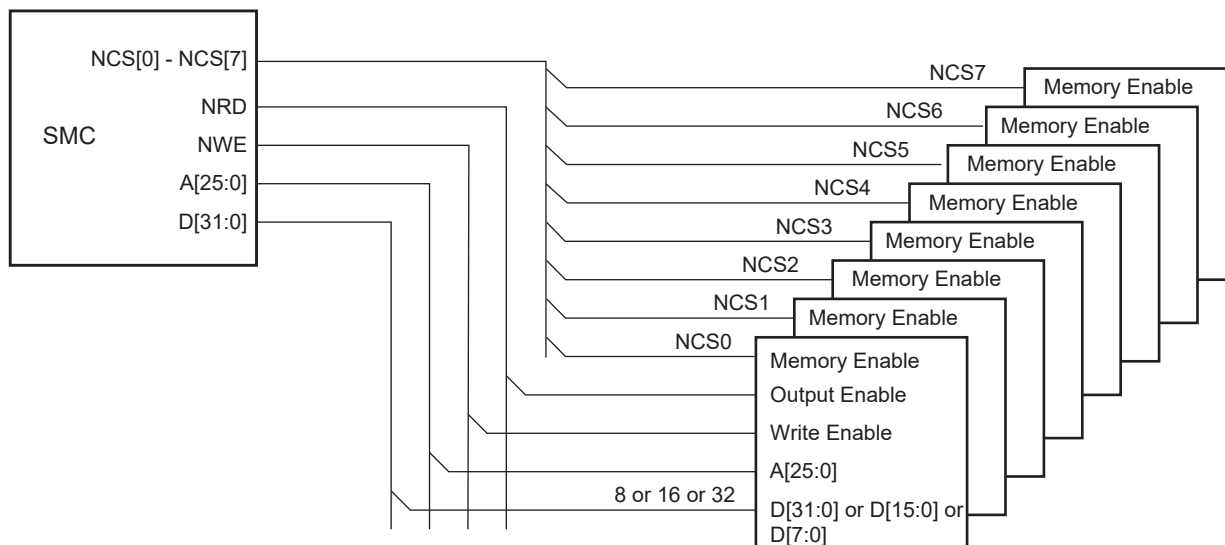 NCS[0] - NCS[7]
NRD
SMC
NWE
A[25:0]
D[31:0]
NCS7
Memory Enable
NCS6
Memory Enable
NCS5
Memory Enable
NCS4
Memory Enable
NCS3
Memory Enable
NCS2
Memory Enable
NCS1
Memory Enable
NCS0
Memory Enable
Output Enable
Write Enable
A[25:0]
8 or 16 or 32
D[31:0] or D[15:0] or
D[7:0]